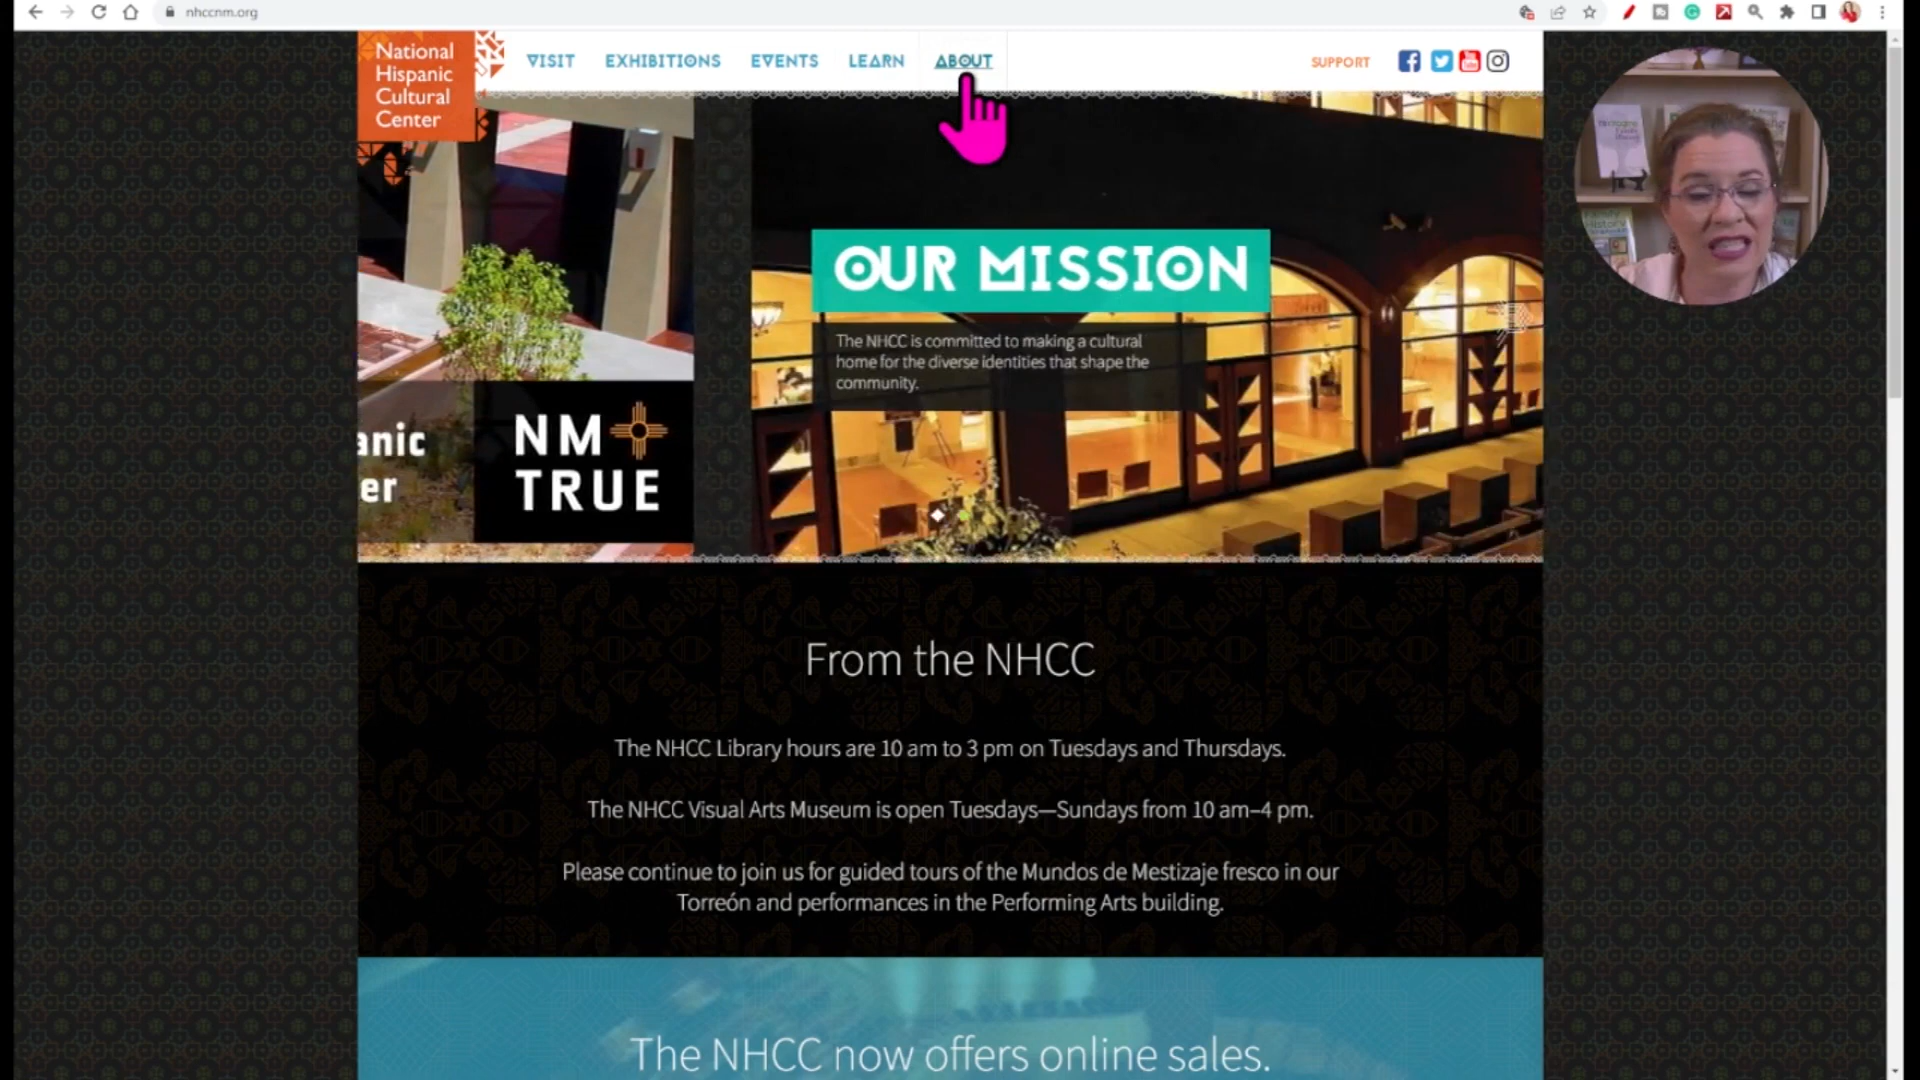 nhccnm.org
National
Hispanic
Cultural
Center
VISIT
EXHIBITIONS
EVENTS
LEARN
ABOUT
SUPPORT
OUR MISSION
The NHCC is committed to making a cultural
home for the diverse identities that shape the
community.
anic
er
NM
TRUE
From the NHCC
The NHCC Library hours are 10 am to 3 pm on Tuesdays and Thursdays.
The NHCC Visual Arts Museum is open Tuesdays—Sundays from 10 am–4 pm.
Please continue to join us for guided tours of the Mundos de Mestizaje fresco in our
Torreón and performances in the Performing Arts building.
The NHCC now offers online sales.